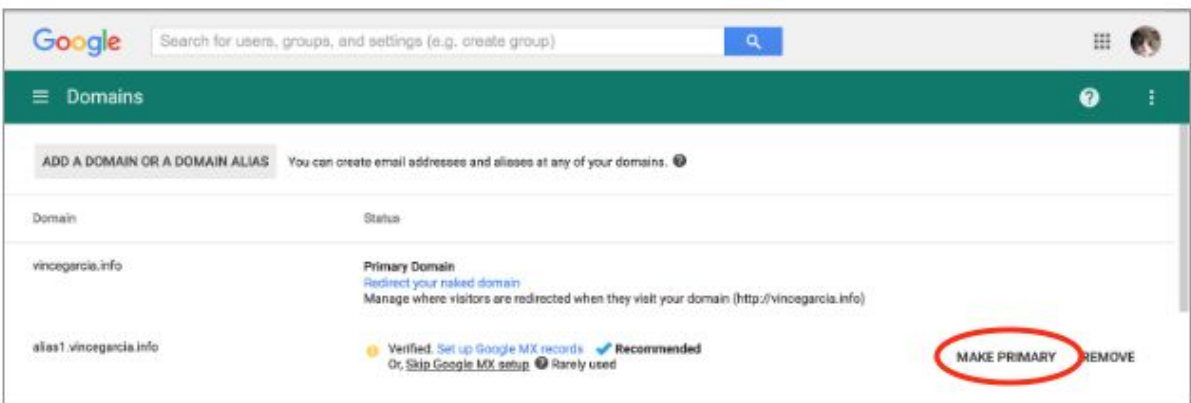 Google Search for users, groups, and settings (e.g. create group)
Domains
ADD A DOMAIN OR A DOMAIN ALIAS You can create email addresses and aliases at any of your domains.
Domain Status
vincegarcia.info Primary Domain
Redirect your naked domain
Manage where visitors are redirected when they visit your domain (http://vincegarcia.info)
alias1.vincegarcia.info Verified. Set up Google MX records Recommended
Or, Skip Google MX setup Rarely used
MAKE PRIMARY REMOVE